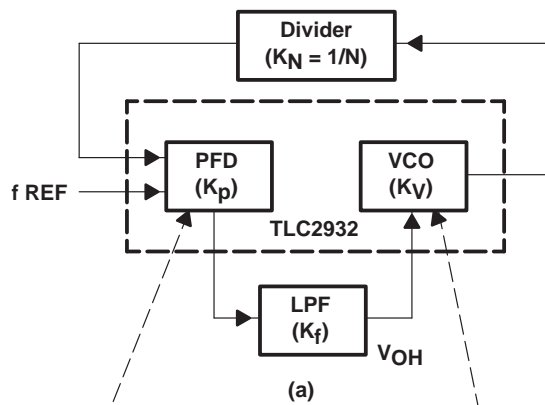 Divider
(KN = 1/N)
PFD
(Kp)
VCO
(KV)
f REF
TLC2932
LPF
(Kf)
VOH
(a)